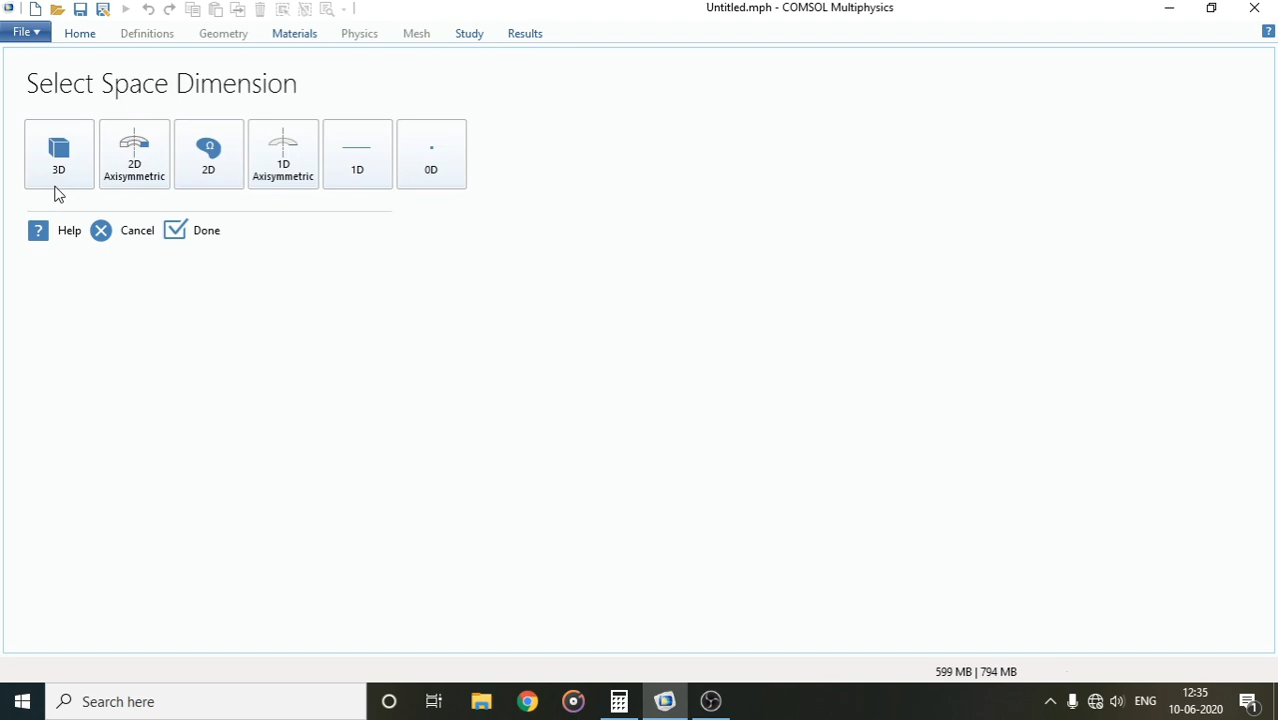 Untitled.mph - COMSOL Multiphysics
File Home Definitions Geometry Materials Physics Mesh Study Results
?
Select Space Dimension
3D
2D Axisymmetric
Ω
2D
1D Axisymmetric
1D
0D
? Help Cancel Done
599 MB | 794 MB
Search here
ENG
12:35
10-06-2020
1